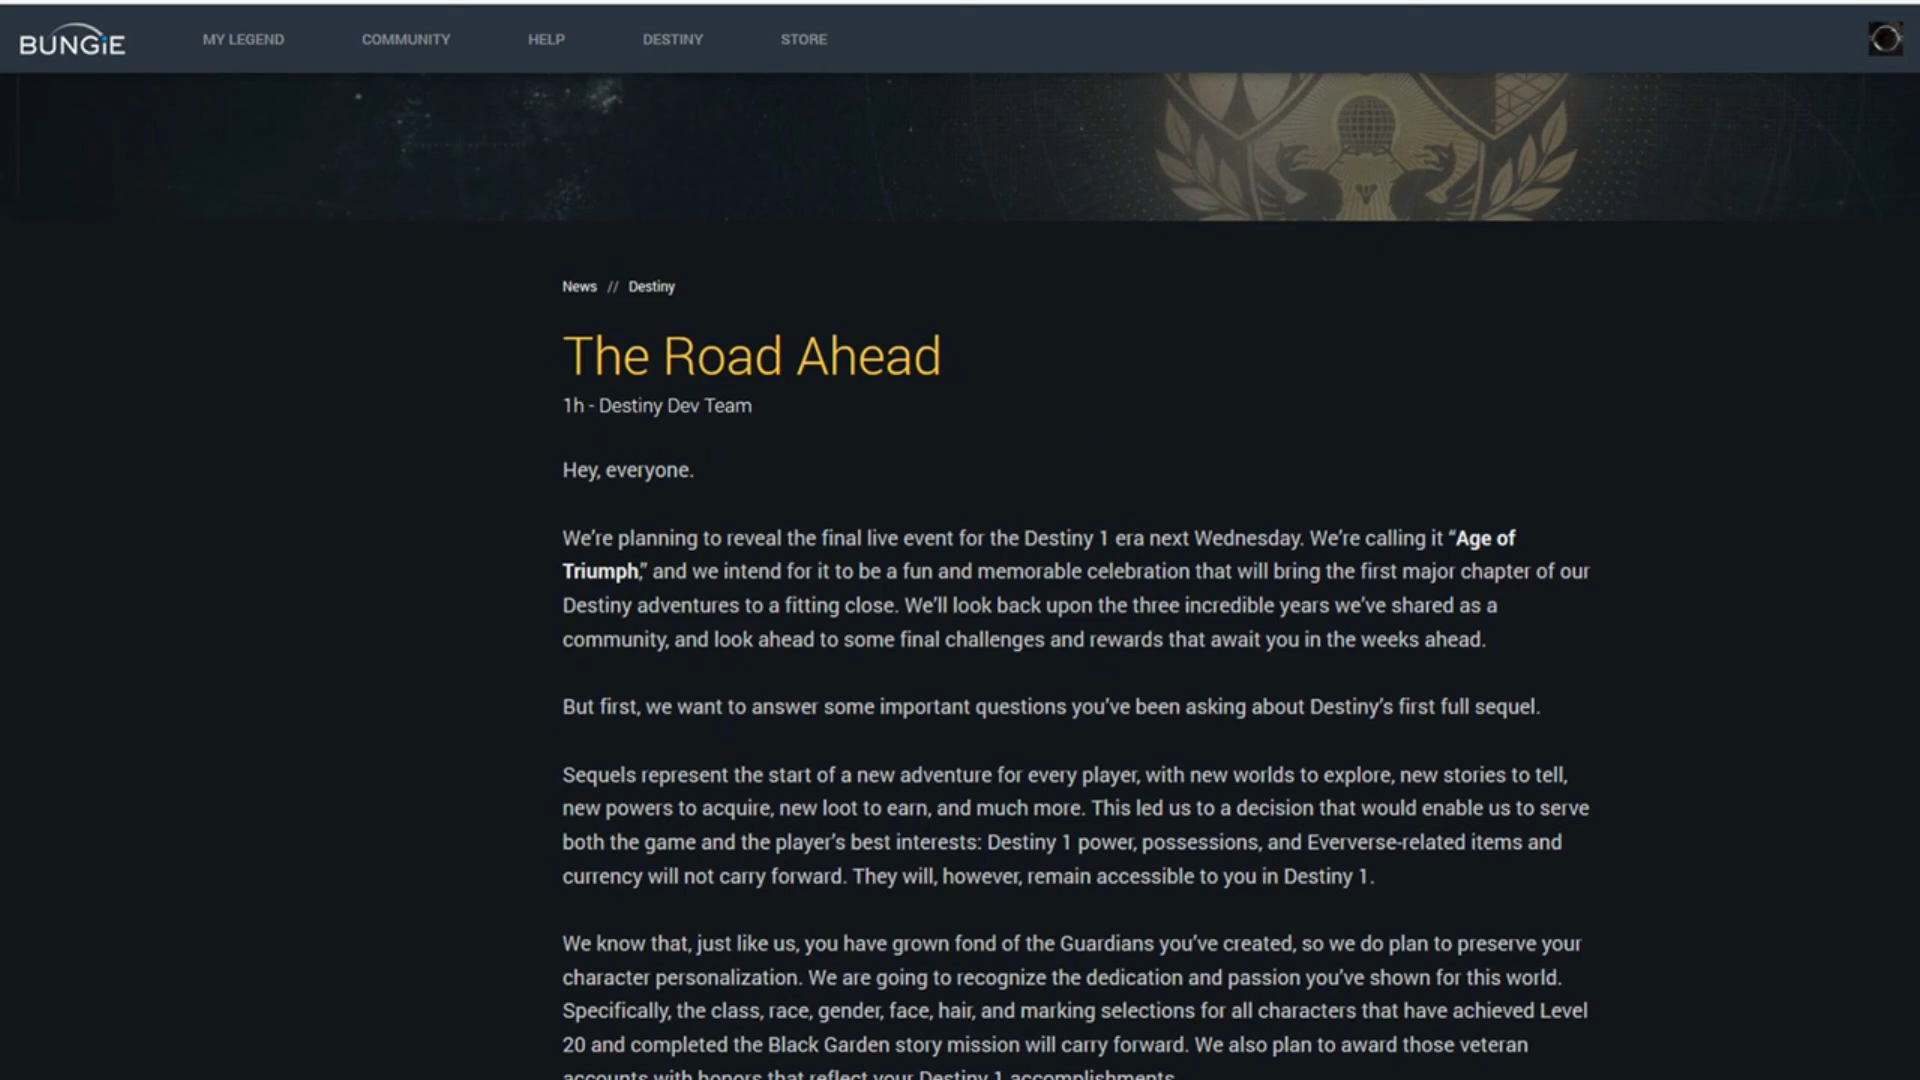 BUNGiE MY LEGEND COMMUNITY HELP DESTINY STORE
News // Destiny
The Road Ahead
1h - Destiny Dev Team
Hey, everyone.
We’re planning to reveal the final live event for the Destiny 1 era next Wednesday. We’re calling it “Age of
Triumph,” and we intend for it to be a fun and memorable celebration that will bring the first major chapter of our
Destiny adventures to a fitting close. We’ll look back upon the three incredible years we’ve shared as a
community, and look ahead to some final challenges and rewards that await you in the weeks ahead.
But first, we want to answer some important questions you’ve been asking about Destiny’s first full sequel.
Sequels represent the start of a new adventure for every player, with new worlds to explore, new stories to tell,
new powers to acquire, new loot to earn, and much more. This led us to a decision that would enable us to serve
both the game and the player’s best interests: Destiny 1 power, possessions, and Eververse-related items and
currency will not carry forward. They will, however, remain accessible to you in Destiny 1.
We know that, just like us, you have grown fond of the Guardians you’ve created, so we do plan to preserve your
character personalization. We are going to recognize the dedication and passion you’ve shown for this world.
Specifically, the class, race, gender, face, hair, and marking selections for all characters that have achieved Level
20 and completed the Black Garden story mission will carry forward. We also plan to award those veteran
accounts with honors that reflect your Destiny 1 accomplishments.